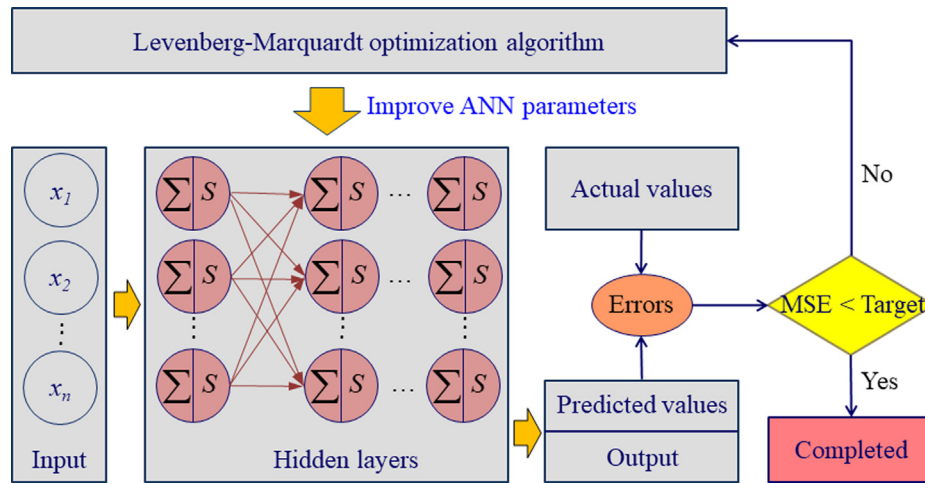 Levenberg-Marquardt optimization algorithm
Improve ANN parameters
x1
x2
⋮
xn
Input
∑ S ∑ S … ∑ S
∑ S ∑ S … ∑ S
⋮ ⋮ ⋮
∑ S ∑ S … ∑ S
Hidden layers
Actual values
Errors
Predicted values
Output
MSE < Target
No
Yes
Completed